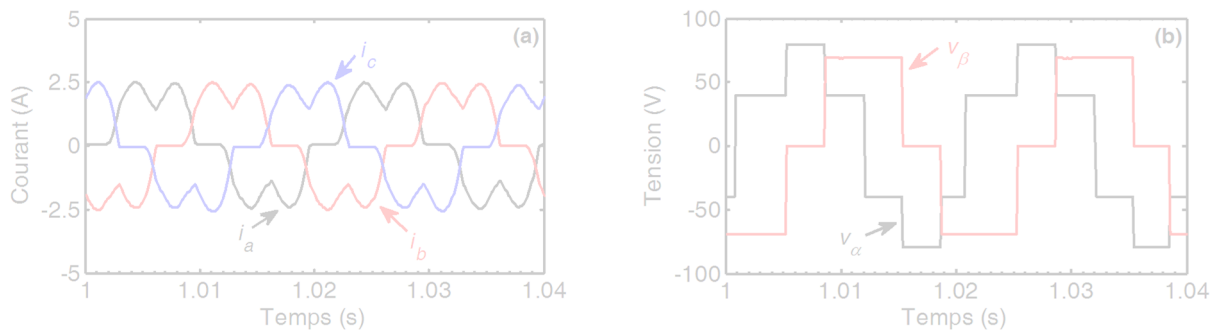 5
2.5
0
-2.5
-5
Courant (A)
1
1.01
1.02
1.03
1.04
Temps (s)
(a)
i_c
i_a
i_b
100
50
0
-50
-100
Tension (V)
1
1.01
1.02
1.03
1.04
Temps (s)
(b)
v_β
v_α